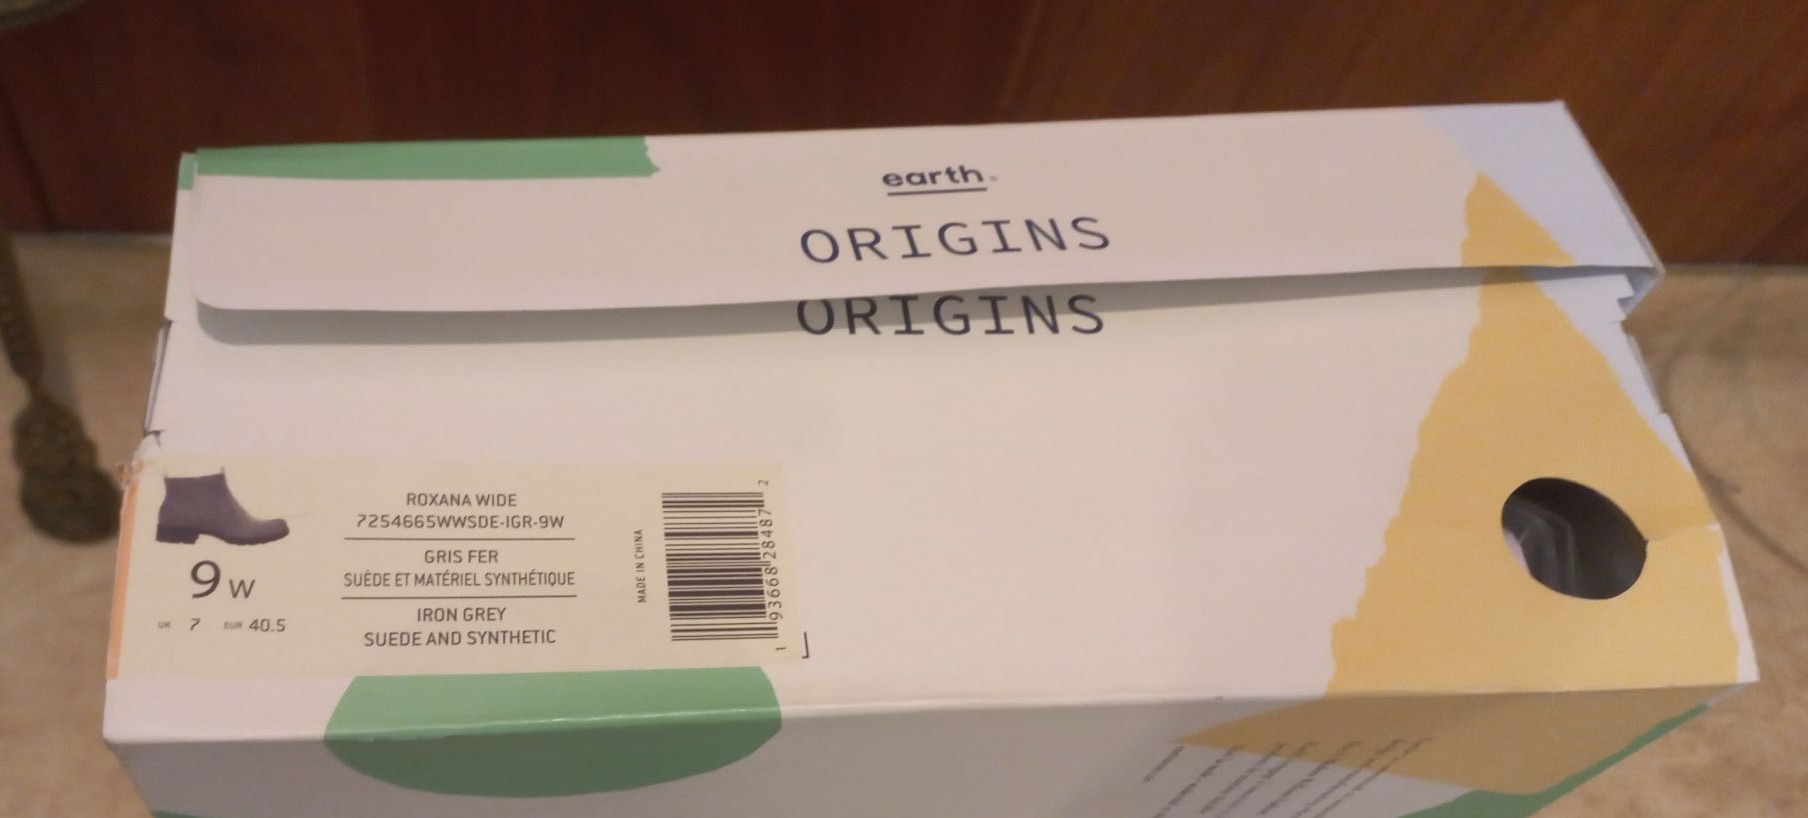 earth.
ORIGINS
ORIGINS
ROXANA WIDE
7254665WWSDE-IGR-9W
GRIS FER
SUÈDE ET MATÉRIEL SYNTHÉTIQUE
IRON GREY
SUEDE AND SYNTHETIC
9 W
UK 7 EUR 40.5
MADE IN CHINA
1 93668 28487 2